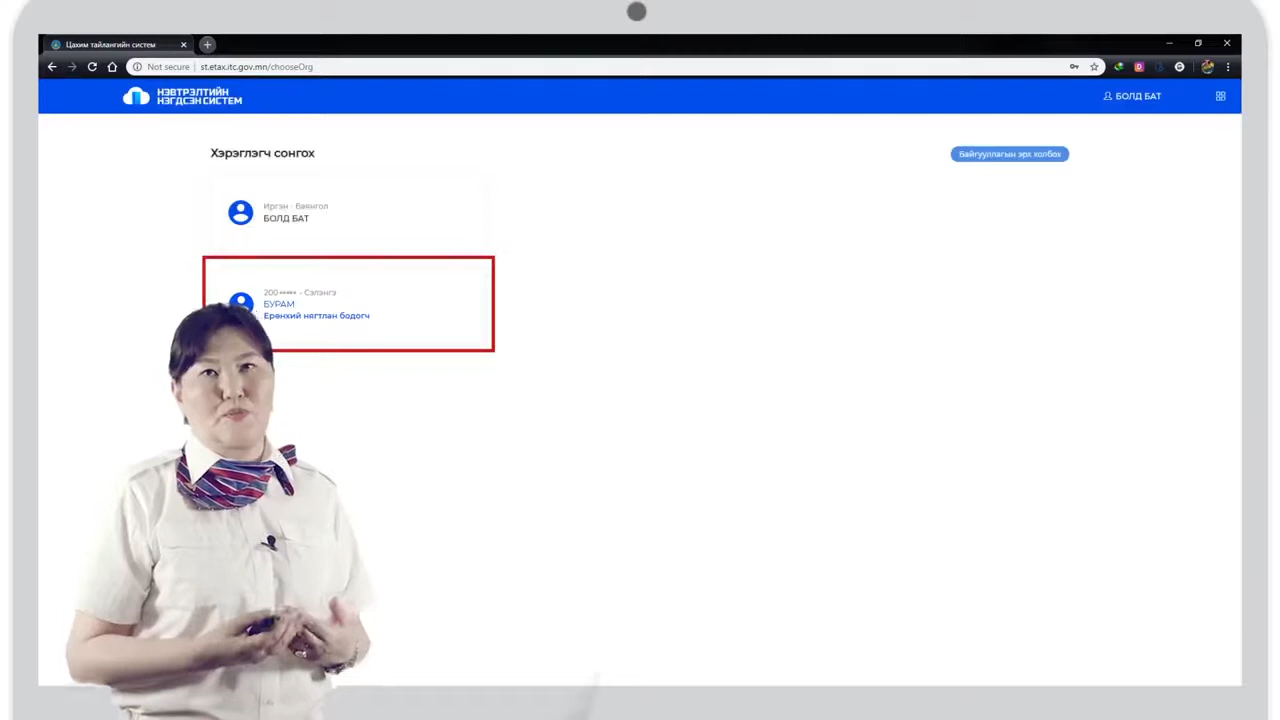 Цахим тайлангийн систем
Not secure | st.etax.itc.gov.mn/chooseOrg
НЭВТРЭЛТИЙН
НЭГДСЭН СИСТЕМ
БОЛД БАТ
Хэрэглэгч сонгох
Байгууллагын эрх холбох
Иргэн - Баянгол
БОЛД БАТ
200***** - Сэлэнгэ
БУРАМ
Ерөнхий нягтлан бодогч